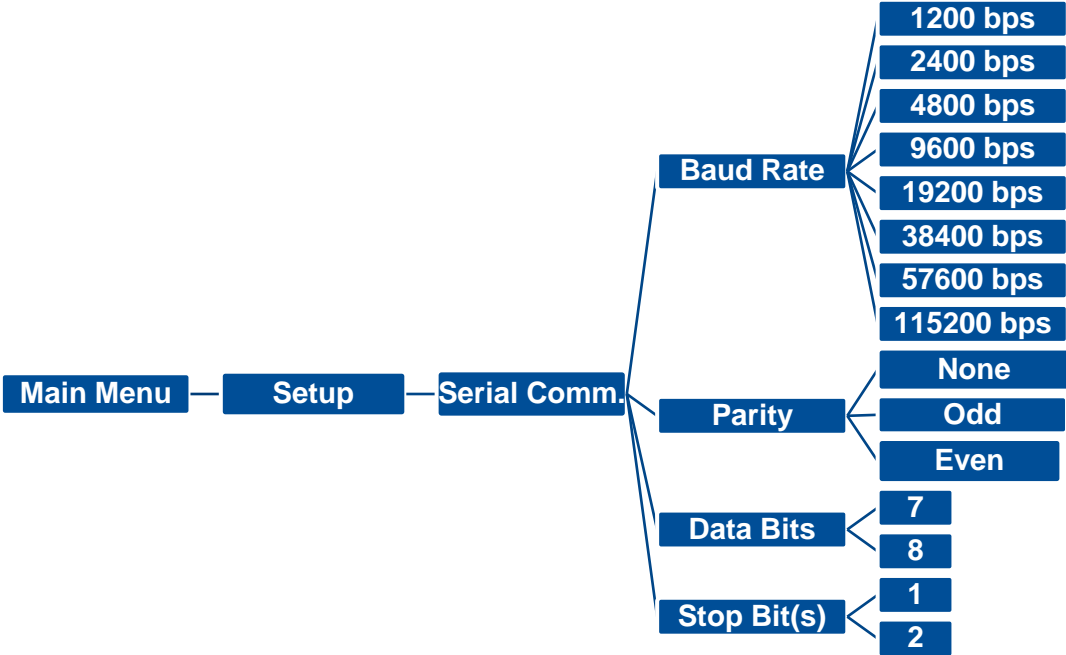 Main Menu
Setup
Serial Comm.
Baud Rate
1200 bps
2400 bps
4800 bps
9600 bps
19200 bps
38400 bps
57600 bps
115200 bps
Parity
None
Odd
Even
Data Bits
7
8
Stop Bit(s)
1
2